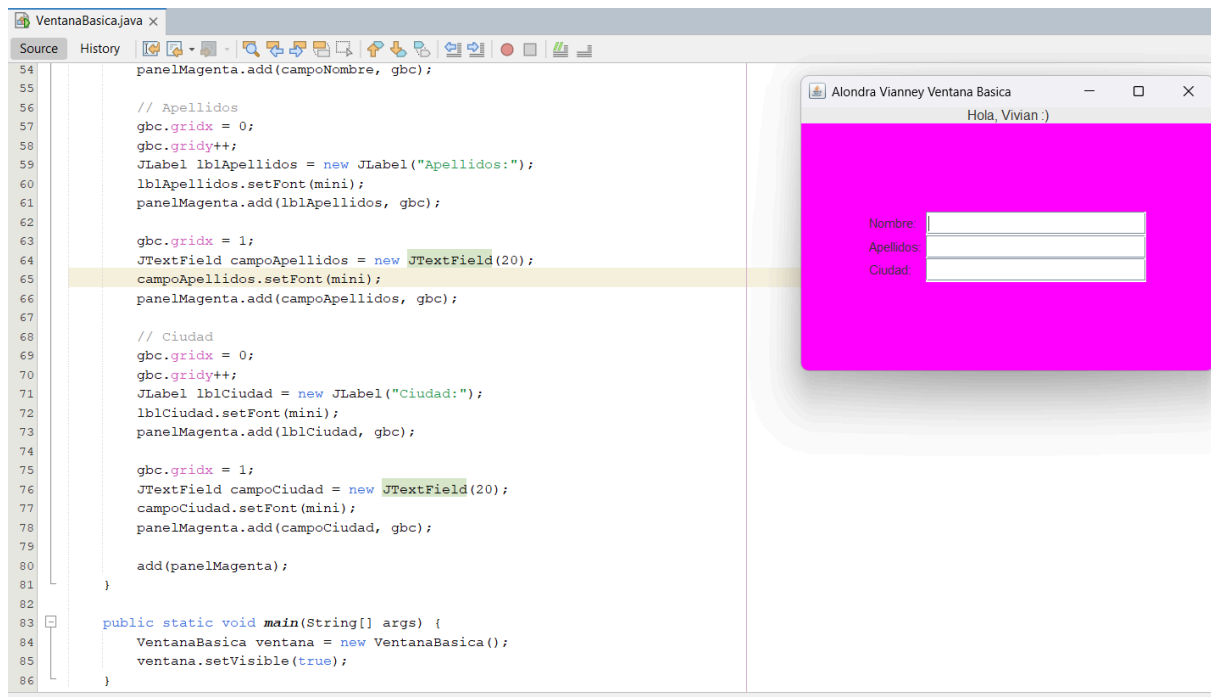 VentanaBasica.java
Source History
54 panelMagenta.add(campoNombre, gbc);
55
56 // Apellidos
57 gbc.gridx = 0;
58 gbc.gridy++;
59 JLabel lblApellidos = new JLabel("Apellidos:");
60 lblApellidos.setFont(mini);
61 panelMagenta.add(lblApellidos, gbc);
62
63 gbc.gridx = 1;
64 JTextField campoApellidos = new JTextField(20);
65 campoApellidos.setFont(mini);
66 panelMagenta.add(campoApellidos, gbc);
67
68 // Ciudad
69 gbc.gridx = 0;
70 gbc.gridy++;
71 JLabel lblCiudad = new JLabel("Ciudad:");
72 lblCiudad.setFont(mini);
73 panelMagenta.add(lblCiudad, gbc);
74
75 gbc.gridx = 1;
76 JTextField campoCiudad = new JTextField(20);
77 campoCiudad.setFont(mini);
78 panelMagenta.add(campoCiudad, gbc);
79
80 add(panelMagenta);
81 }
82
83 public static void main(String[] args) {
84 VentanaBasica ventana = new VentanaBasica();
85 ventana.setVisible(true);
86 }
Alondra Vianney Ventana Basica
Hola, Vivian :)
Nombre:
Apellidos:
Ciudad: